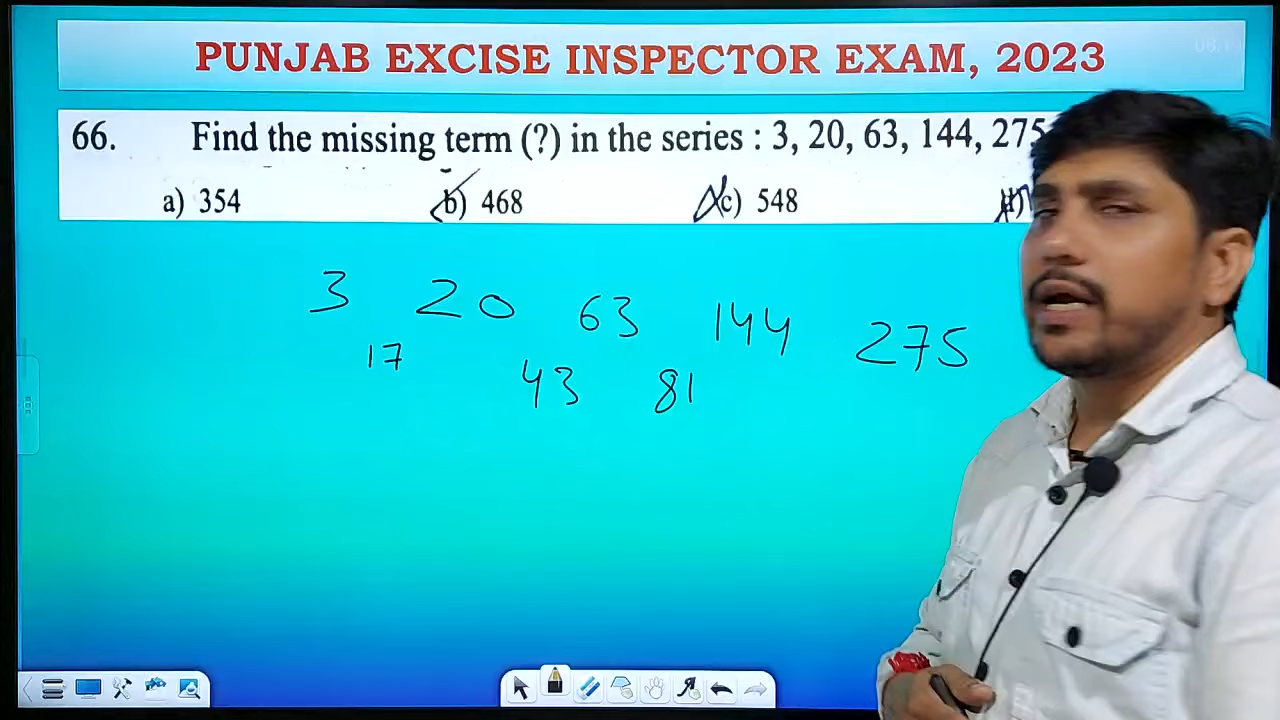 PUNJAB EXCISE INSPECTOR EXAM, 2023
66. Find the missing term (?) in the series : 3, 20, 63, 144, 275
a) 354 b) 468 c) 548
3 20 63 144 275
17 43 81